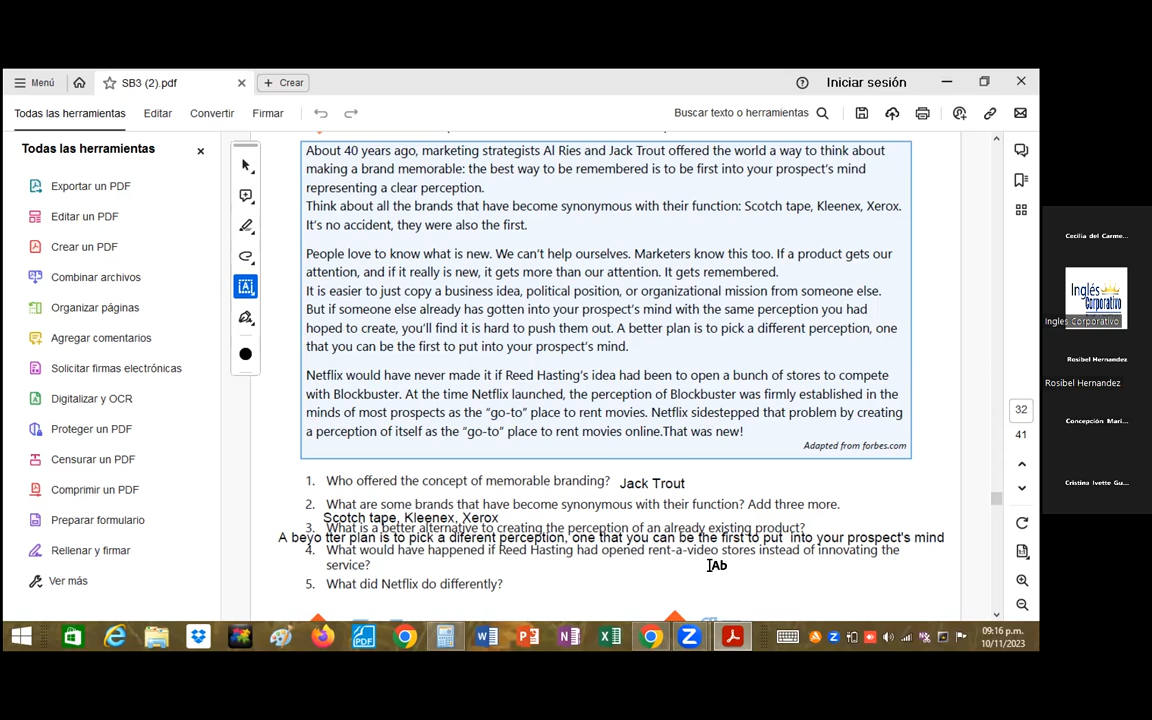 Menú
SB3 (2).pdf
Crear
Iniciar sesión
Todas las herramientas
Editar
Convertir
Firmar
Buscar texto o herramientas
Todas las herramientas
Exportar un PDF
Editar un PDF
Crear un PDF
Combinar archivos
Organizar páginas
Agregar comentarios
Solicitar firmas electrónicas
Digitalizar y OCR
Proteger un PDF
Censurar un PDF
Comprimir un PDF
Preparar formulario
Rellenar y firmar
Ver más
About 40 years ago, marketing strategists Al Ries and Jack Trout offered the world a way to think about
making a brand memorable: the best way to be remembered is to be first into your prospect's mind
representing a clear perception.
Think about all the brands that have become synonymous with their function: Scotch tape, Kleenex, Xerox.
It's no accident, they were also the first.
People love to know what is new. We can't help ourselves. Marketers know this too. If a product gets our
attention, and if it really is new, it gets more than our attention. It gets remembered.
It is easier to just copy a business idea, political position, or organizational mission from someone else.
But if someone else already has gotten into your prospect's mind with the same perception you had
hoped to create, you'll find it is hard to push them out. A better plan is to pick a different perception, one
that you can be the first to put into your prospect's mind.
Netflix would have never made it if Reed Hasting's idea had been to open a bunch of stores to compete
with Blockbuster. At the time Netflix launched, the perception of Blockbuster was firmly established in the
minds of most prospects as the "go-to" place to rent movies. Netflix sidestepped that problem by creating
a perception of itself as the "go-to" place to rent movies online.That was new!
Adapted from forbes.com
1. Who offered the concept of memorable branding? Jack Trout
2. What are some brands that have become synonymous with their function? Add three more.
Scotch tape, Kleenex, Xerox
3. What is a better alternative to creating the perception of an already existing product?
A beyo tter plan is to pick a diferent perception, one that you can be the first to put into your prospect's mind
4. What would have happened if Reed Hasting had opened rent-a-video stores instead of innovating the
service?
Ab
5. What did Netflix do differently?
32
41
Cecilia del Carme...
Inglés
Corporativo
Ingles Corporativo
Rosibel Hernandez
Rosibel Hernandez
Concepción Mari...
Cristina Ivette Gu...
09:16 p.m.
10/11/2023